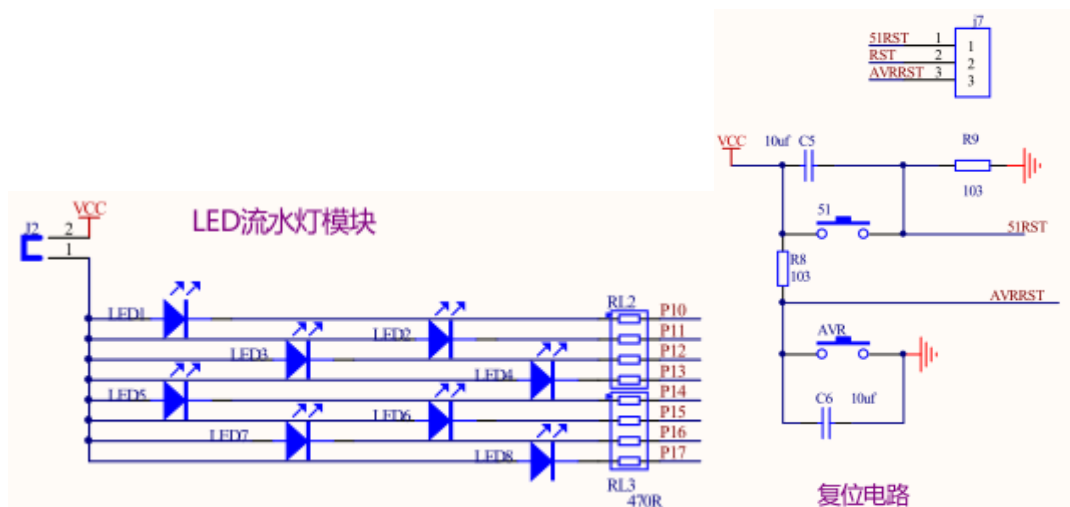 j7
51RST 1 1
RST 2 2
AVRRST 3 3
VCC 10uf C5 R9
103
51
51RST
R8
103
AVRRST
AVR
C6 10uf
复位电路
J2 2 VCC
1
LED流水灯模块
RL2
LED1 P10
LED2 P11
LED3 P12
LED4 P13
LED5 P14
LED6 P15
LED7 P16
LED8 P17
RL3
470R